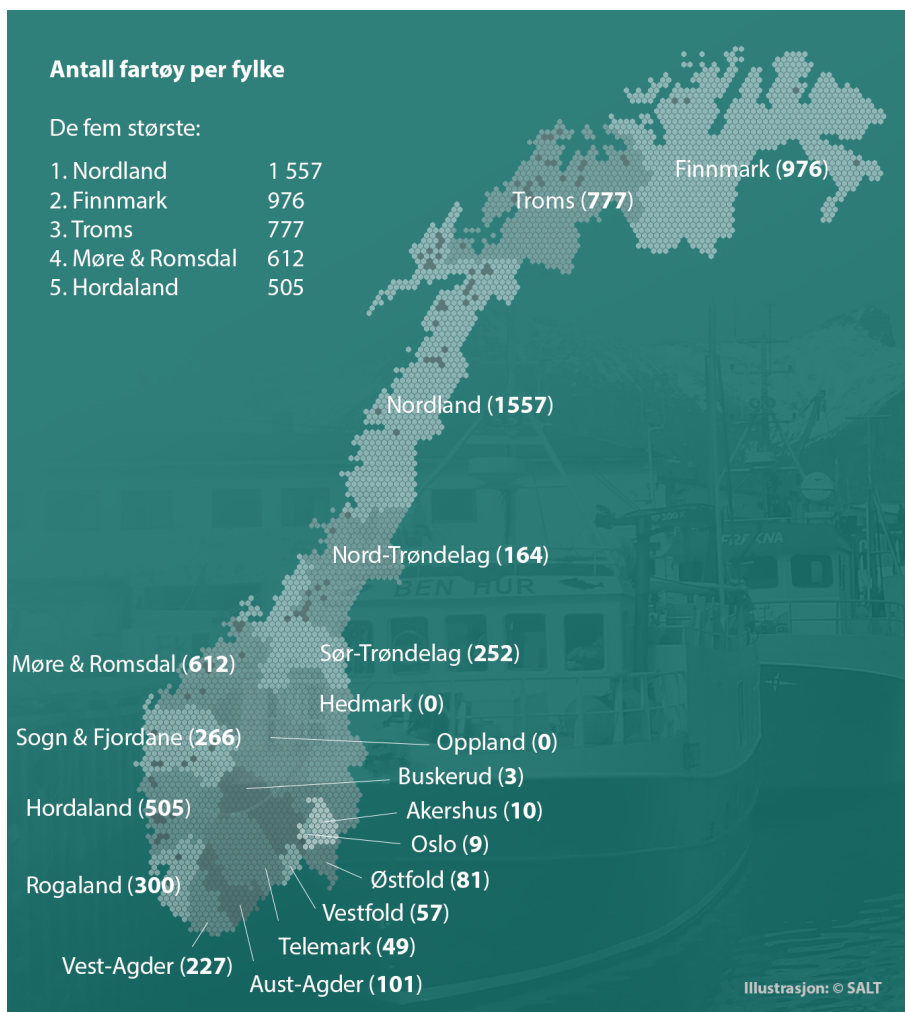 Antall fartøy per fylke
De fem største:
1. Nordland 1 557
2. Finnmark 976
3. Troms 777
4. Møre & Romsdal 612
5. Hordaland 505
Finnmark (976)
Troms (777)
Nordland (1557)
Nord-Trøndelag (164)
BEN HUR
Sør-Trøndelag (252)
Møre & Romsdal (612)
Hedmark (0)
Sogn & Fjordane (266)
Oppland (0)
Buskerud (3)
Hordaland (505)
Akershus (10)
Oslo (9)
Østfold (81)
Rogaland (300)
Vestfold (57)
Telemark (49)
Vest-Agder (227)
Aust-Agder (101)
Illustrasjon: © SALT